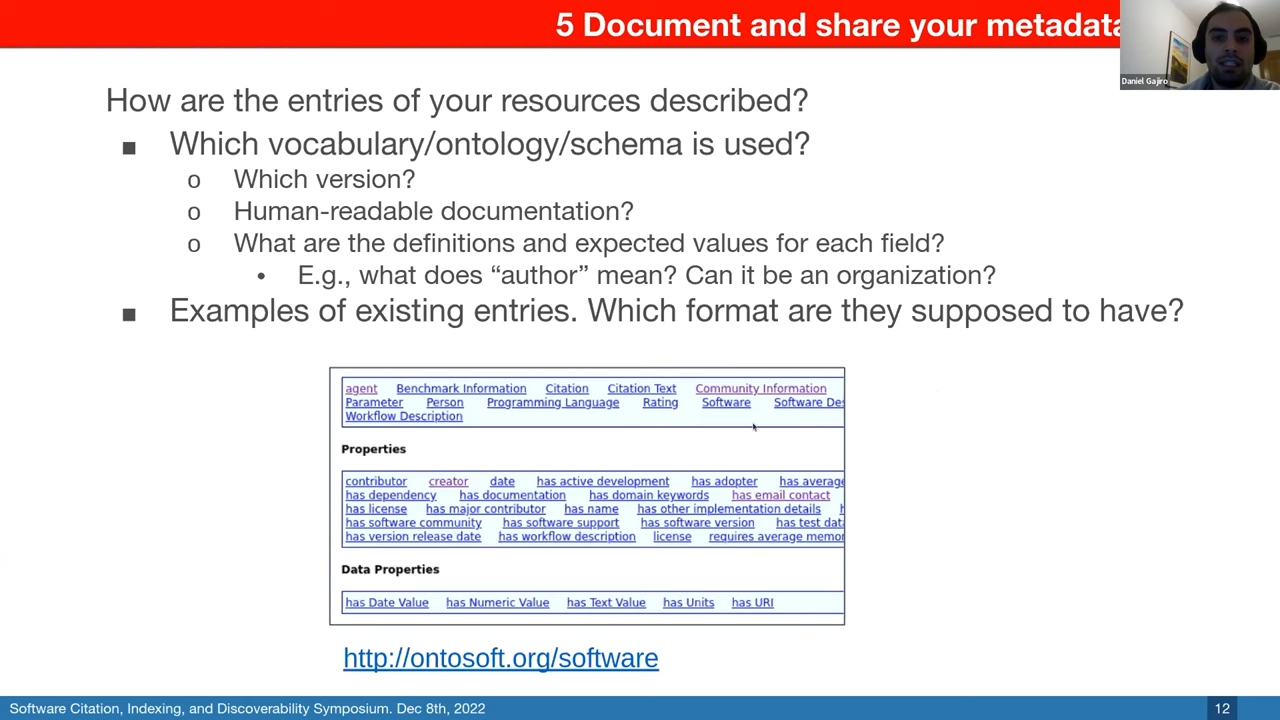 5 Document and share your metadata
Daniel Gajiro
How are the entries of your resources described?
■ Which vocabulary/ontology/schema is used?
o Which version?
o Human-readable documentation?
o What are the definitions and expected values for each field?
• E.g., what does “author” mean? Can it be an organization?
■ Examples of existing entries. Which format are they supposed to have?
agent Benchmark Information Citation Citation Text Community Information
Parameter Person Programming Language Rating Software Software Des
Workflow Description
Properties
contributor creator date has active development has adopter has average
has dependency has documentation has domain keywords has email contact
has license has major contributor has name has other implementation details h
has software community has software support has software version has test data
has version release date has workflow description license requires average memor
Data Properties
has Date Value has Numeric Value has Text Value has Units has URI
http://ontosoft.org/software
Software Citation, Indexing, and Discoverability Symposium. Dec 8th, 2022
12